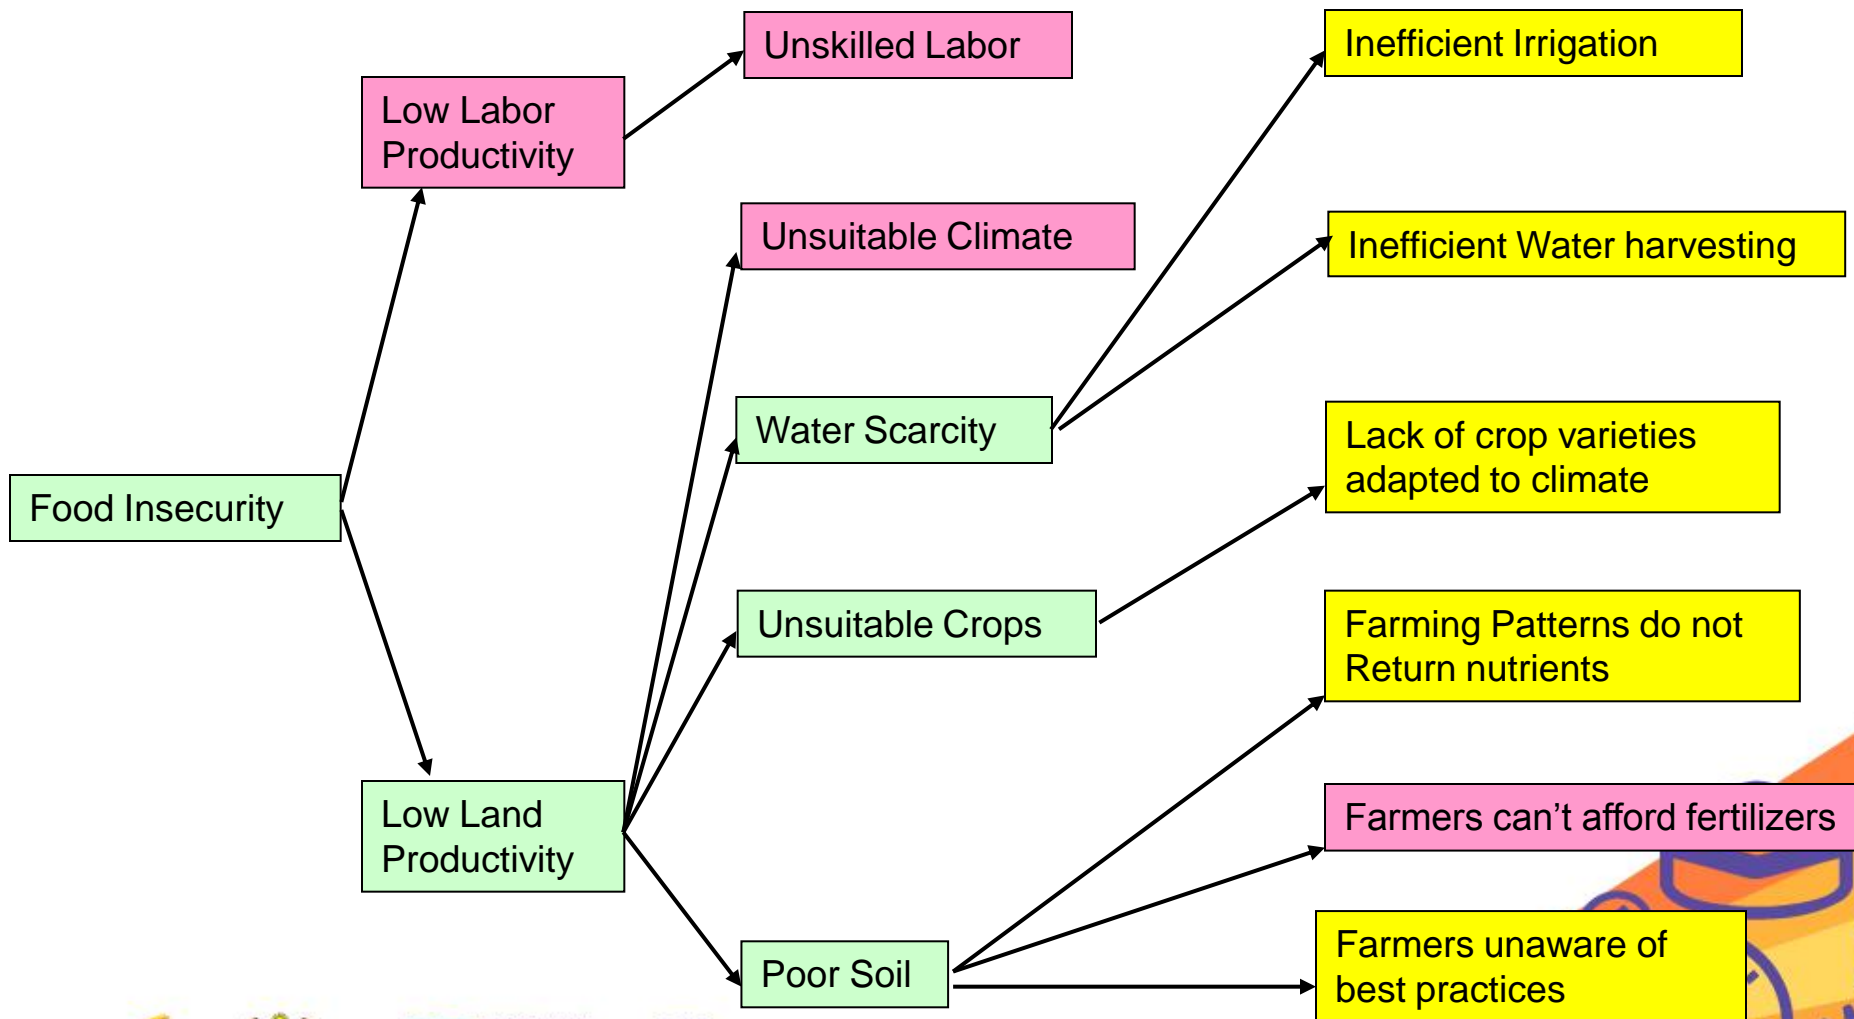 Unskilled Labor
Inefficient Irrigation
Low Labor
Productivity
Unsuitable Climate
Inefficient Water harvesting
Water Scarcity
Lack of crop varieties
adapted to climate
Food Insecurity
Unsuitable Crops
Farming Patterns do not
Return nutrients
Low Land
Productivity
Farmers can’t afford fertilizers
Poor Soil
Farmers unaware of
best practices